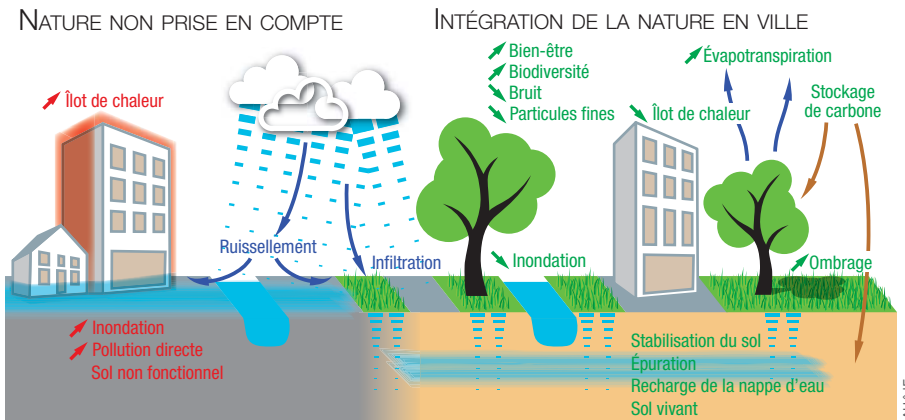 NATURE NON PRISE EN COMPTE
INTÉGRATION DE LA NATURE EN VILLE
Îlot de chaleur
Bien-être
Biodiversité
Bruit
Particules fines
Îlot de chaleur
Évapotranspiration
Stockage
de carbone
Ruissellement
Infiltration
Inondation
Ombrage
Inondation
Pollution directe
Sol non fonctionnel
Stabilisation du sol
Épuration
Recharge de la nappe d'eau
Sol vivant